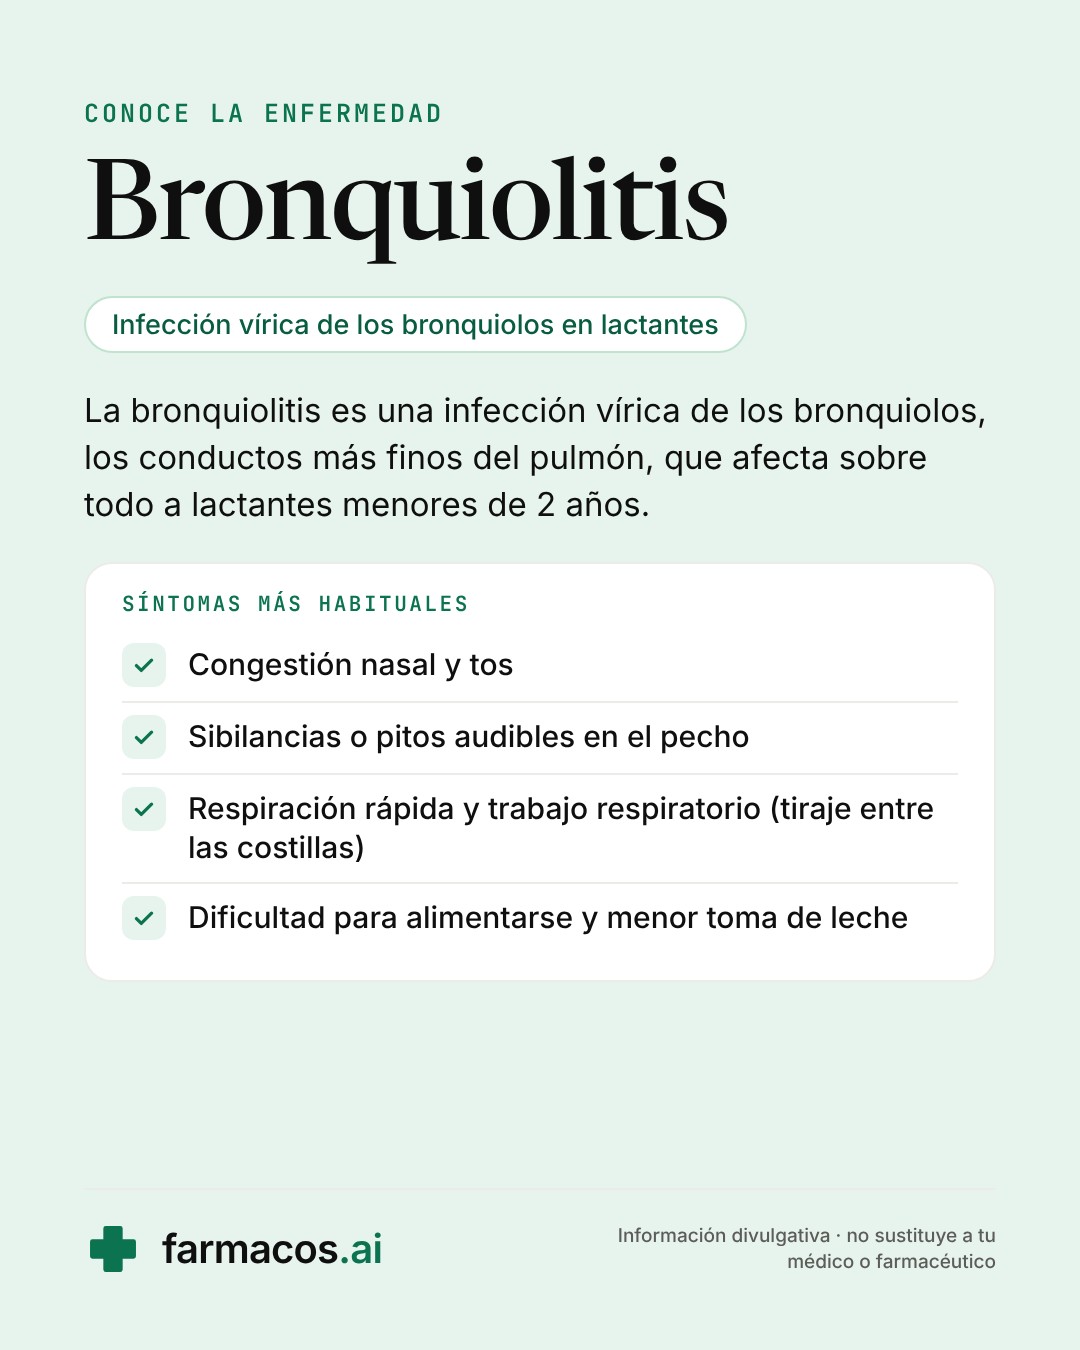 CONOCE LA ENFERMEDAD
Bronquiolitis
Infección vírica de los bronquiolos en lactantes
La bronquiolitis es una infección vírica de los bronquiolos,
los conductos más finos del pulmón, que afecta sobre
todo a lactantes menores de 2 años.
SÍNTOMAS MÁS HABITUALES
Congestión nasal y tos
Sibilancias o pitos audibles en el pecho
Respiración rápida y trabajo respiratorio (tiraje entre
las costillas)
Dificultad para alimentarse y menor toma de leche
farmacos.ai
Información divulgativa · no sustituye a tu
médico o farmacéutico